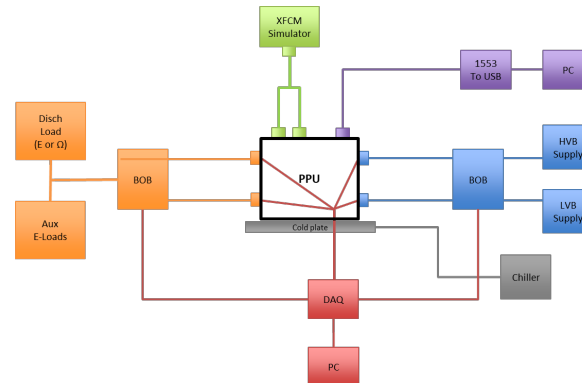 XFCM
Simulator
1553
To USB
PC
Disch
Load
(E or Ω)
BOB
PPU
BOB
HVB
Supply
Aux
E-Loads
LVB
Supply
Cold plate
Chiller
DAQ
PC